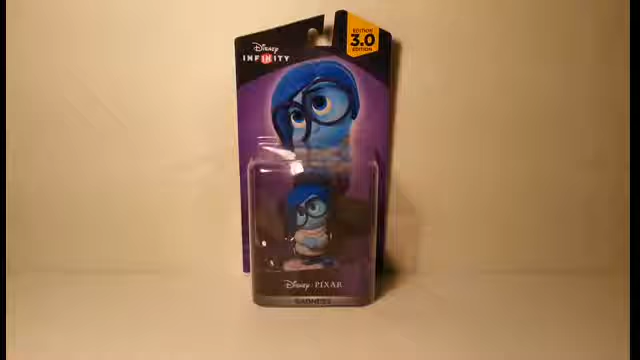 Disney
INFINITY
EDITION
3.0
EDITION
Disney · PIXAR
SADNESS